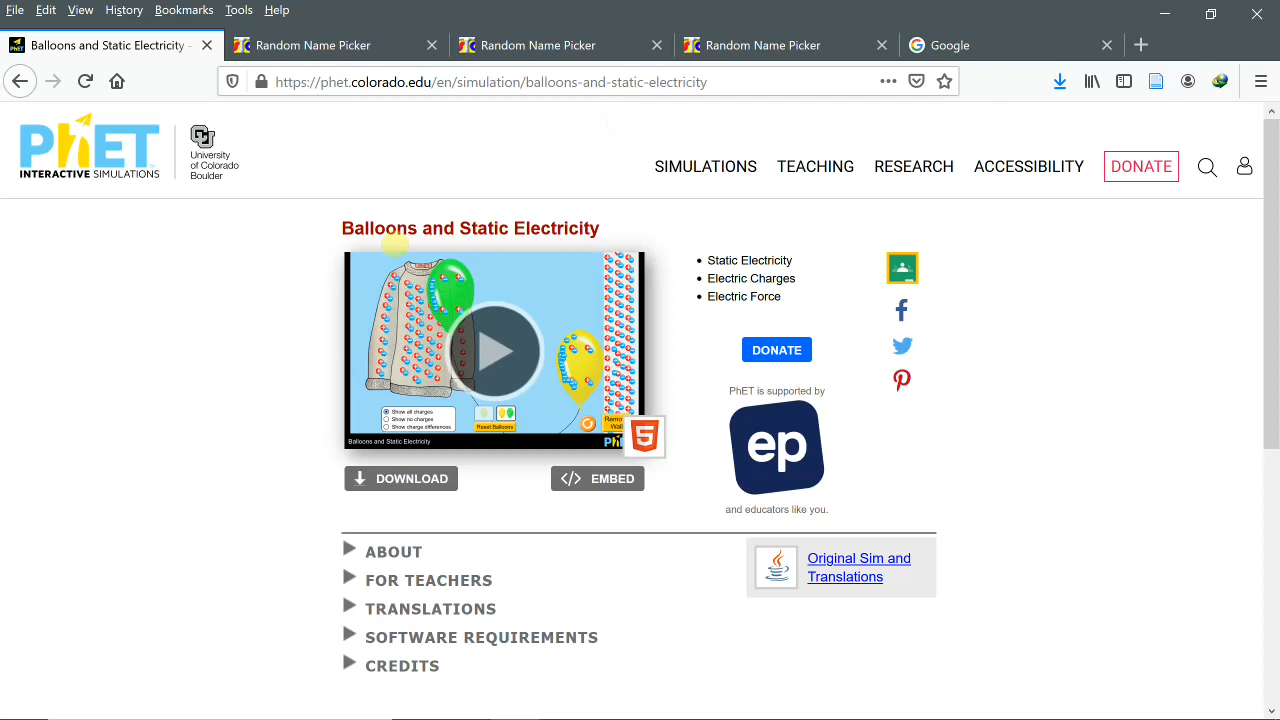 File Edit View History Bookmarks Tools Help
Balloons and Static Electricity - Random Name Picker Random Name Picker Random Name Picker Google
https://phet.colorado.edu/en/simulation/balloons-and-static-electricity
PhET
INTERACTIVE SIMULATIONS
University
of Colorado
Boulder
SIMULATIONS TEACHING RESEARCH ACCESSIBILITY DONATE
Balloons and Static Electricity
Show all charges
Show no charges
Show charge differences
Reset Balloons
Balloons and Static Electricity
5
DOWNLOAD
EMBED
Static Electricity
Electric Charges
Electric Force
DONATE
PhET is supported by
ep
and educators like you.
ABOUT
FOR TEACHERS
TRANSLATIONS
SOFTWARE REQUIREMENTS
CREDITS
Original Sim and
Translations